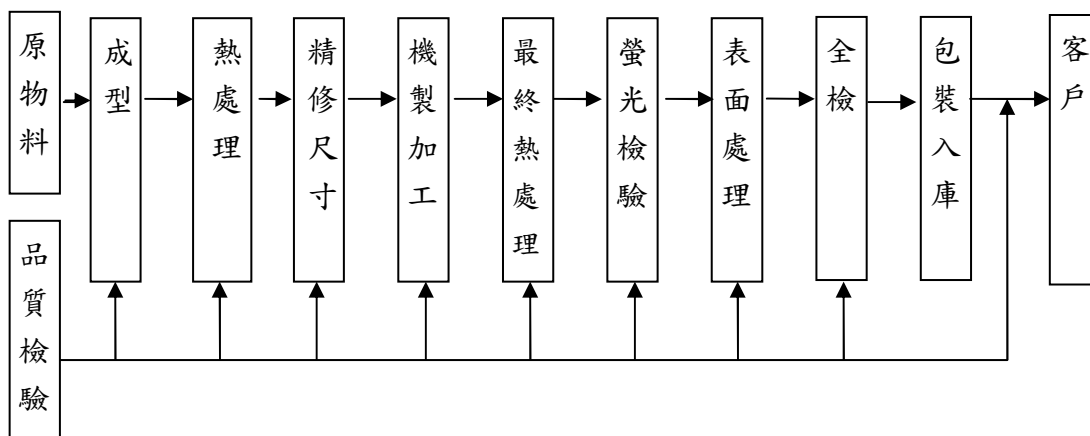 原物料
成型
熱處理
精修尺寸
機製加工
最終熱處理
螢光檢驗
表面處理
全檢
包裝入庫
客戶
品質檢驗